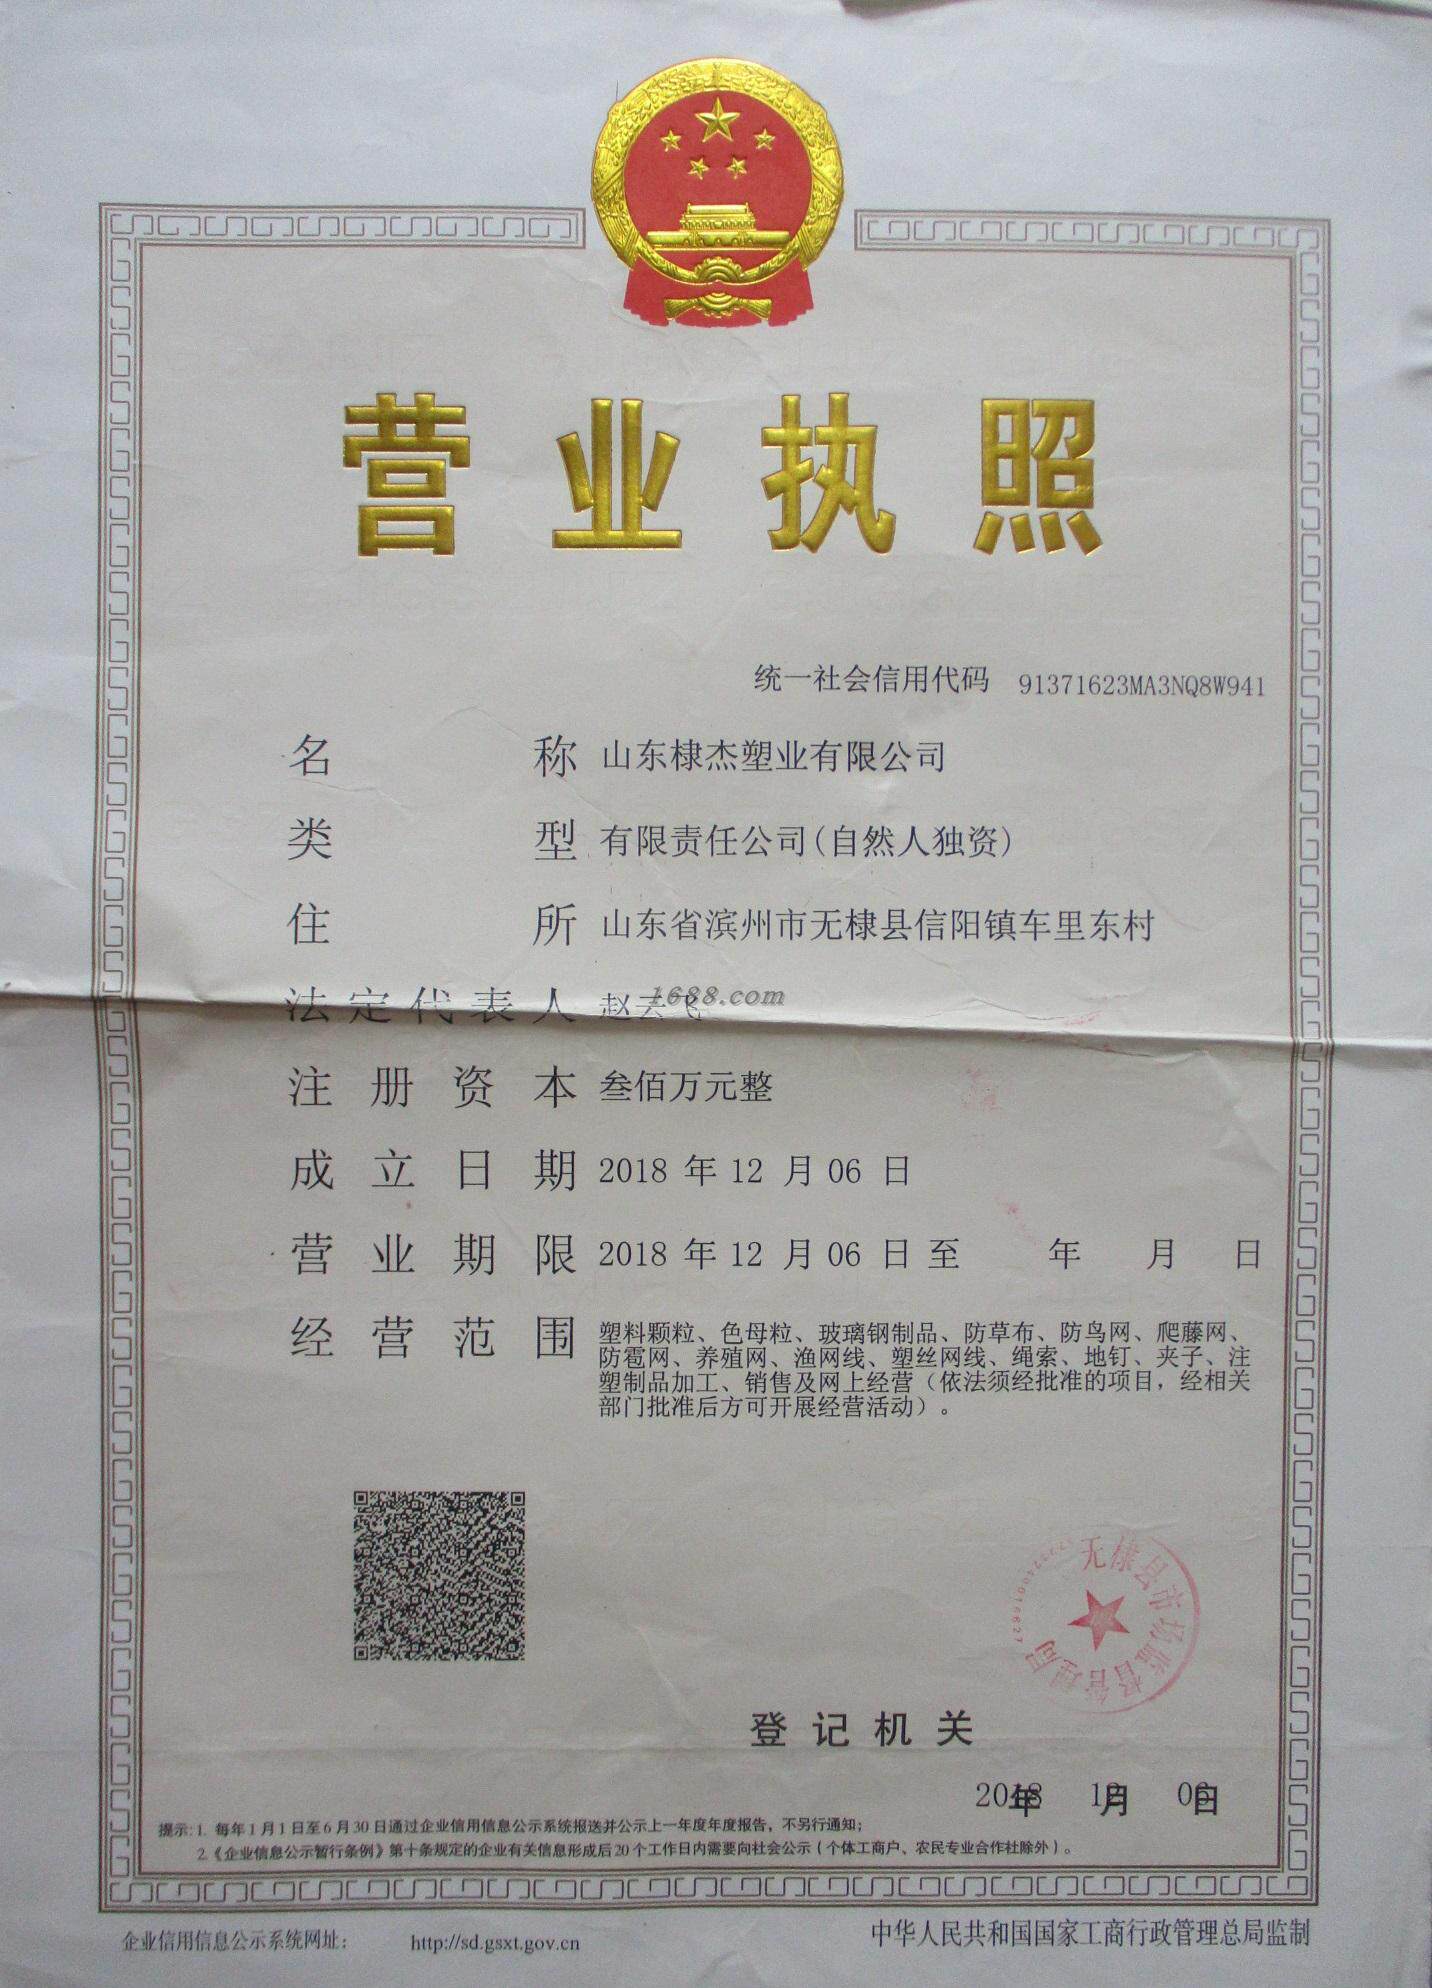 营业执照
统一社会信用代码 91371623MA3NQ8W941
名称 山东棣杰塑业有限公司
类型 有限责任公司(自然人独资)
住所 山东省滨州市无棣县信阳镇车里东村
法定代表人 赵云飞
1688.com
注册资本 叁佰万元整
成立日期 2018 年 12 月 06 日
营业期限 2018 年 12 月 06 日 至 年 月 日
经营范围 塑料颗粒、色母粒、玻璃钢制品、防草布、防鸟网、爬藤网、
防雹网、养殖网、渔网线、塑丝网线、绳索、地钉、夹子、注
塑制品加工、销售及网上经营（依法须经批准的项目，经相关
部门批准后方可开展经营活动）。
无棣县市场监督管理局
登记机关
2018 年 12 月 06 日
提示：1. 每年1月1日至6月30日通过企业信用信息公示系统报送并公示上一年度年度报告，不另行通知；
2.《企业信息公示暂行条例》第十条规定的企业有关信息形成后20个工作日内需要向社会公示（个体工商户、农民专业合作社除外）。
企业信用信息公示系统网址： http://sd.gsxt.gov.cn
中华人民共和国国家工商行政管理总局监制